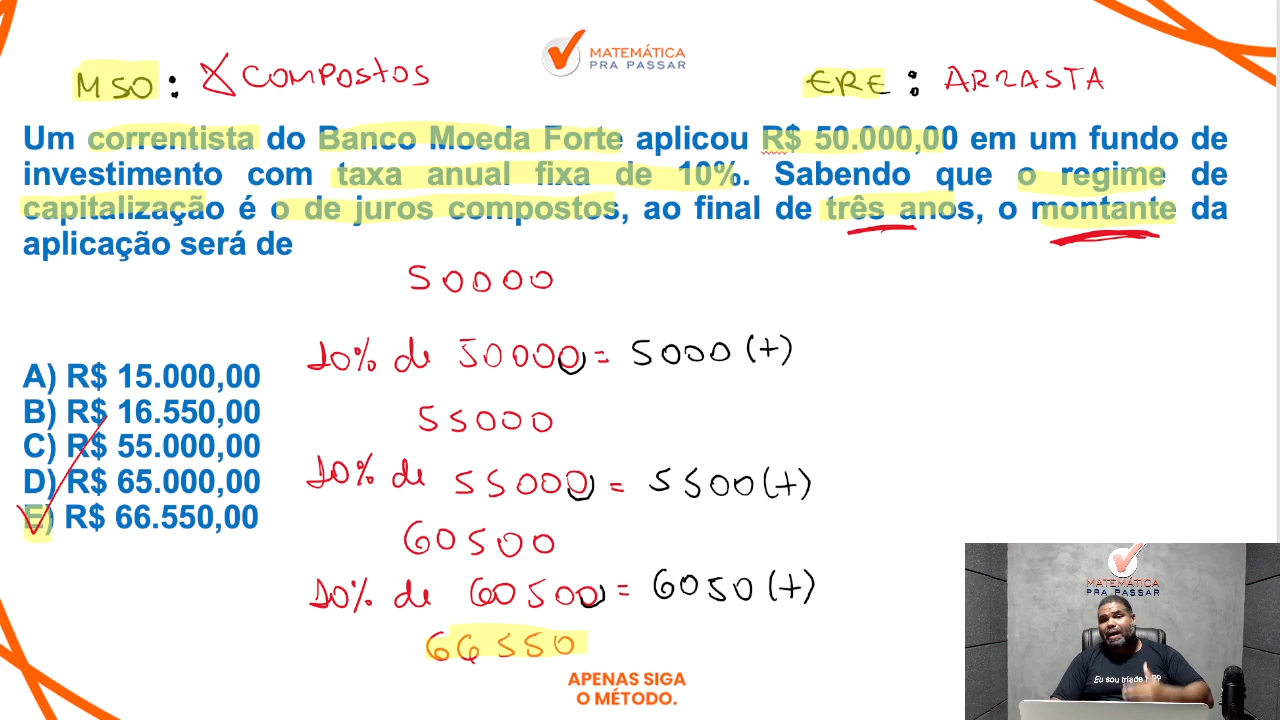 MATEMÁTICA
PRA PASSAR
MSO: COMPOSTOS
ERE: ARRASTA
Um correntista do Banco Moeda Forte aplicou R$ 50.000,00 em um fundo de
investimento com taxa anual fixa de 10%. Sabendo que o regime de
capitalização é o de juros compostos, ao final de três anos, o montante da
aplicação será de
50000
10% de 50000 = 5000 (+)
A) R$ 15.000,00
B) R$ 16.550,00
55000
C) R$ 55.000,00
10% de 55000 = 5500 (+)
D) R$ 65.000,00
E) R$ 66.550,00
60500
10% de 60500 = 6050 (+)
66550
APENAS SIGA
O MÉTODO.
MATEMÁTICA
PRA PASSAR